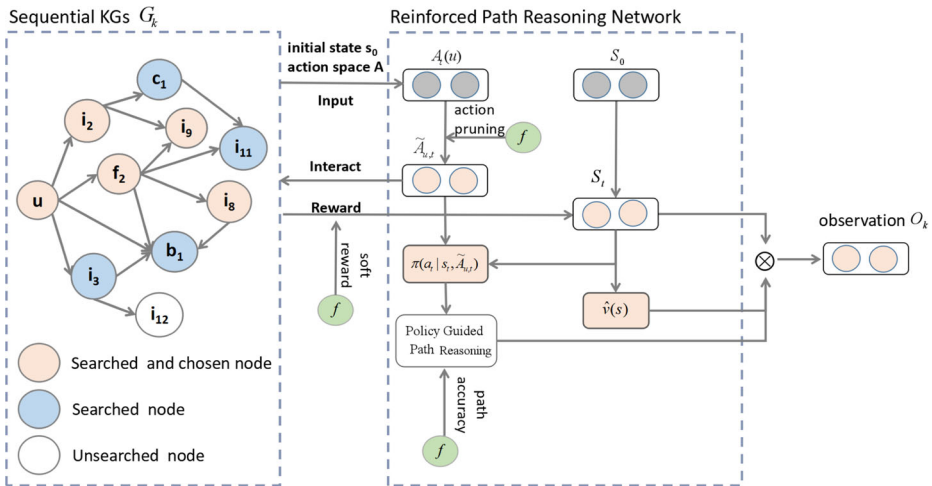 Sequential KGs G_k
Reinforced Path Reasoning Network
initial state s_0
action space A
Input
Interact
Reward
soft
reward
f
c_1
i_2
i_9
i_11
f_2
u
i_8
b_1
i_3
i_12
Searched and chosen node
Searched node
Unsearched node
A_t(u)
S_0
action
pruning
f
Ã_{u,t}
S_t
π(a_t | s_t, Ã_{u,t})
v̂(s)
Policy Guided
Path Reasoning
path
accuracy
f
⊗
observation O_k